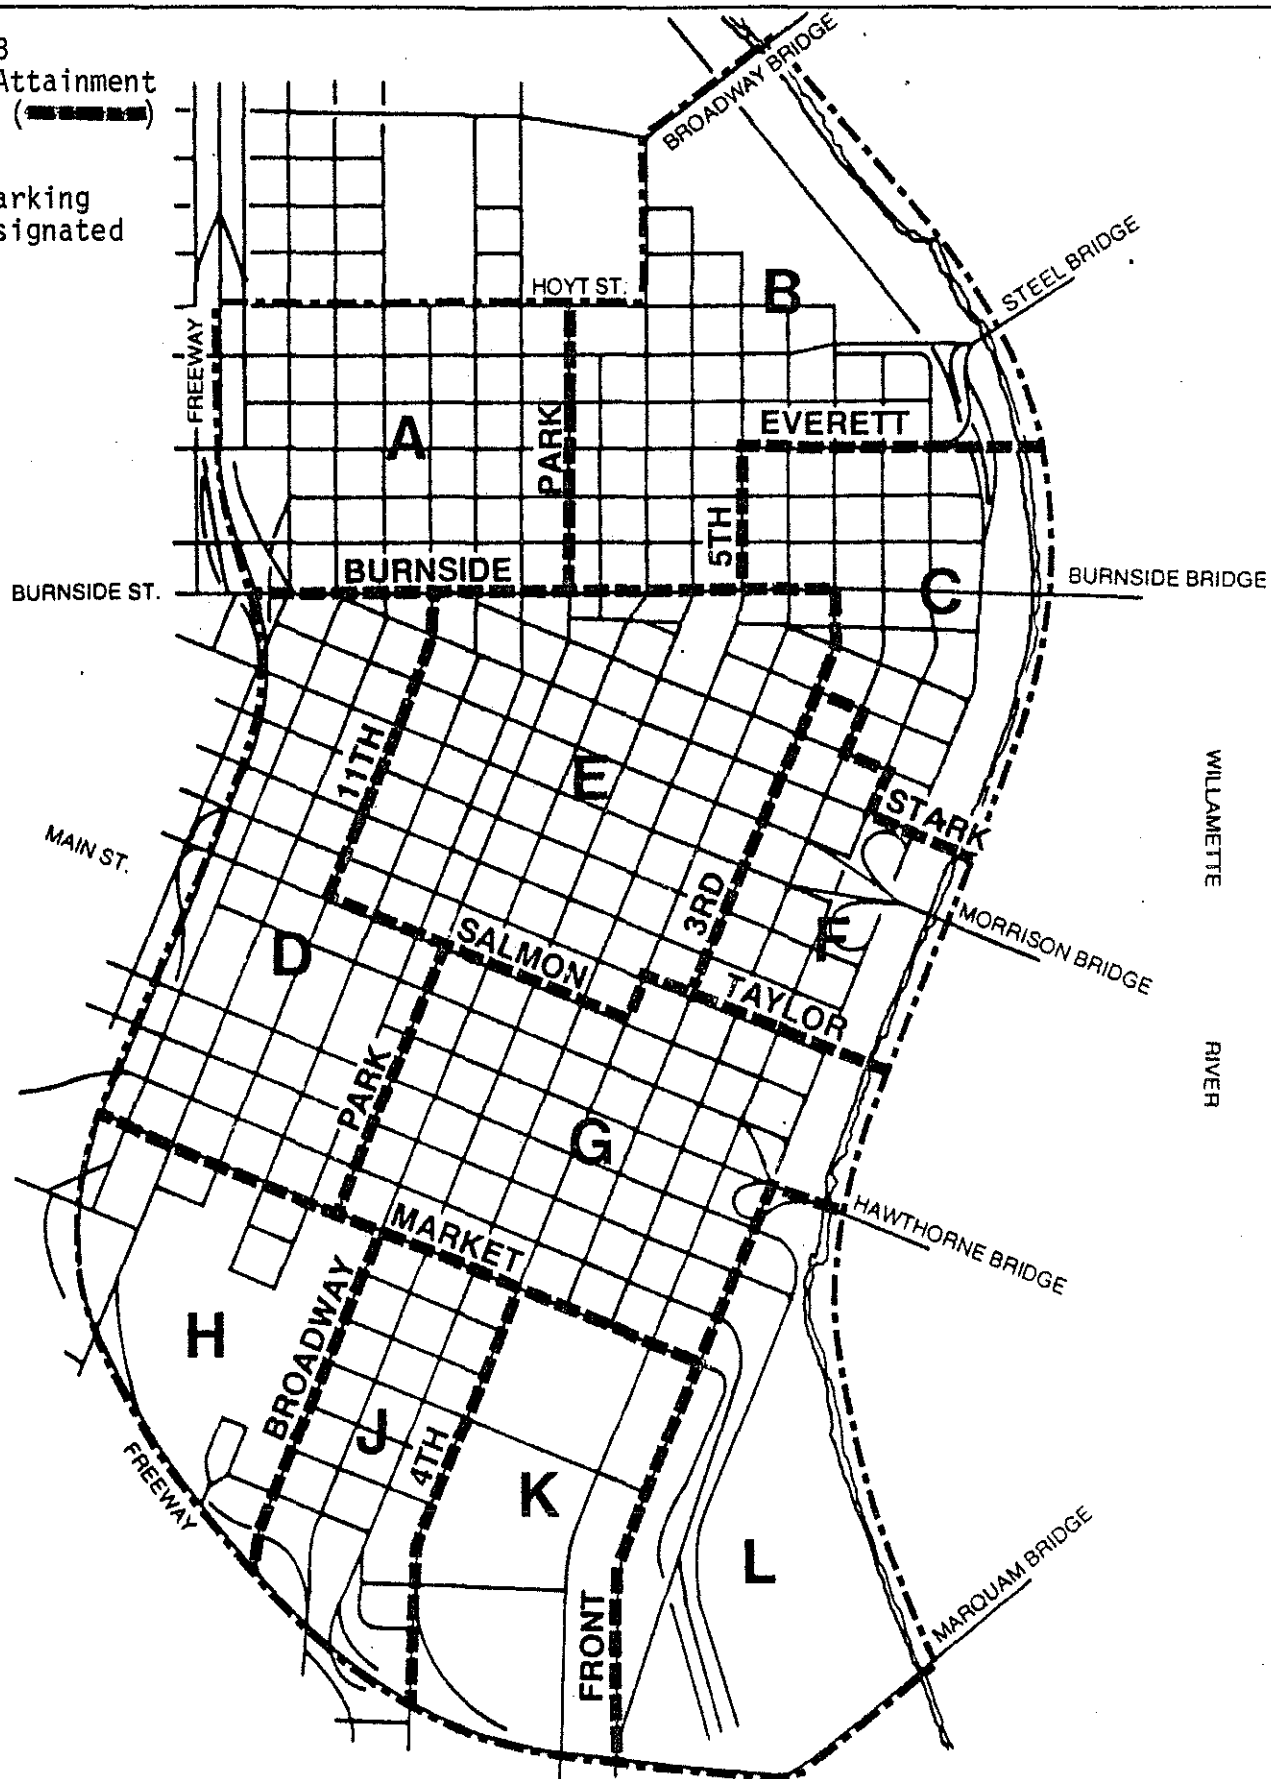 3
Attainment
()
arking
signated
BROADWAY BRIDGE
STEEL BRIDGE
HOYT ST.
B
FREEWAY
A
PARK
EVERETT
5TH
BURNSIDE
C
BURNSIDE ST.
BURNSIDE BRIDGE
11TH
E
WILLAMETTE
STARK
MAIN ST.
3RD
F
MORRISON BRIDGE
D
SALMON
TAYLOR
RIVER
PARK
G
MARKET
HAWTHORNE BRIDGE
BROADWAY
H
J
4TH
K
FREEWAY
L
MARQUAM BRIDGE
FRONT